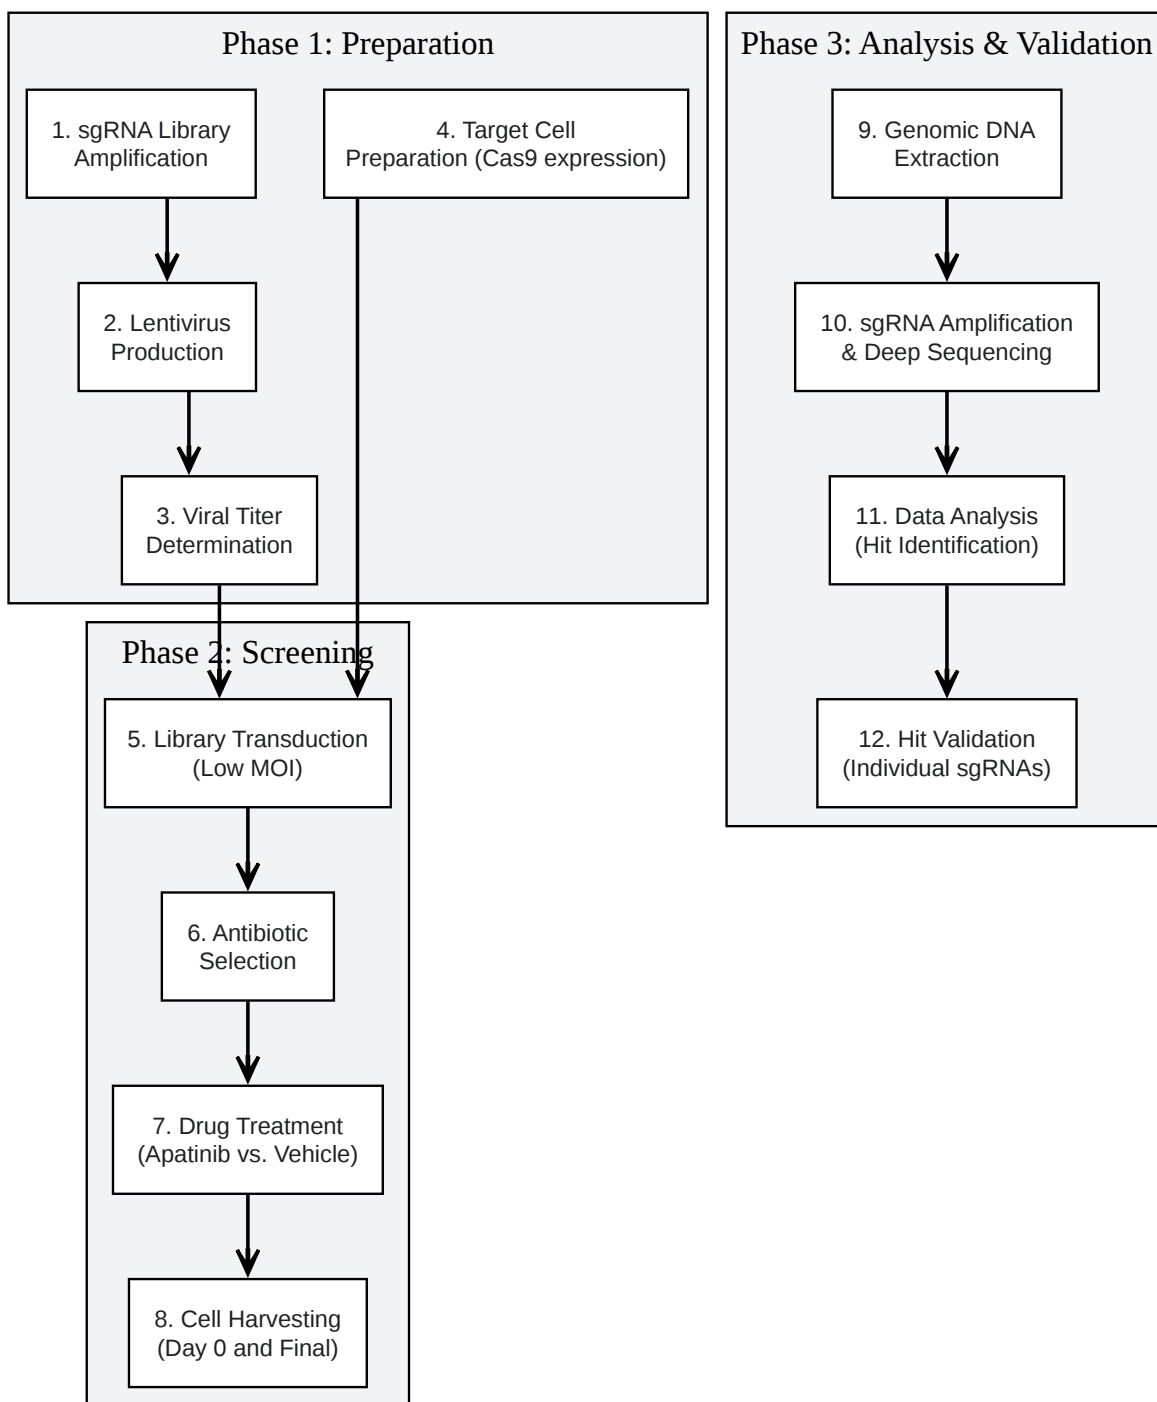 Phase 1: Preparation
1. sgRNA Library
Amplification
4. Target Cell
Preparation (Cas9 expression)
2. Lentivirus
Production
3. Viral Titer
Determination
Phase 2: Screening
5. Library Transduction
(Low MOI)
6. Antibiotic
Selection
7. Drug Treatment
(Apatinib vs. Vehicle)
8. Cell Harvesting
(Day 0 and Final)
Phase 3: Analysis & Validation
9. Genomic DNA
Extraction
10. sgRNA Amplification
& Deep Sequencing
11. Data Analysis
(Hit Identification)
12. Hit Validation
(Individual sgRNAs)